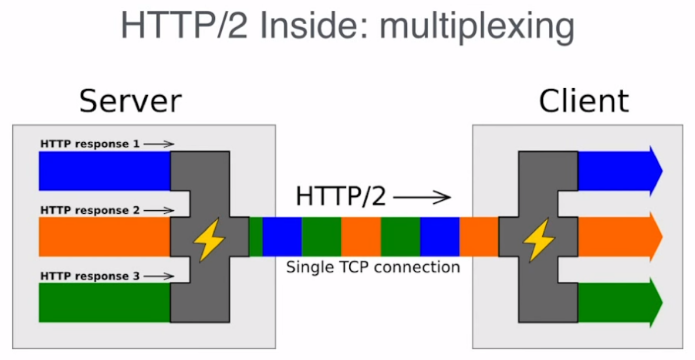 HTTP/2 Inside: multiplexing
Server
Client
HTTP response 1
HTTP/2
HTTP response 2
Single TCP connection
HTTP response 3